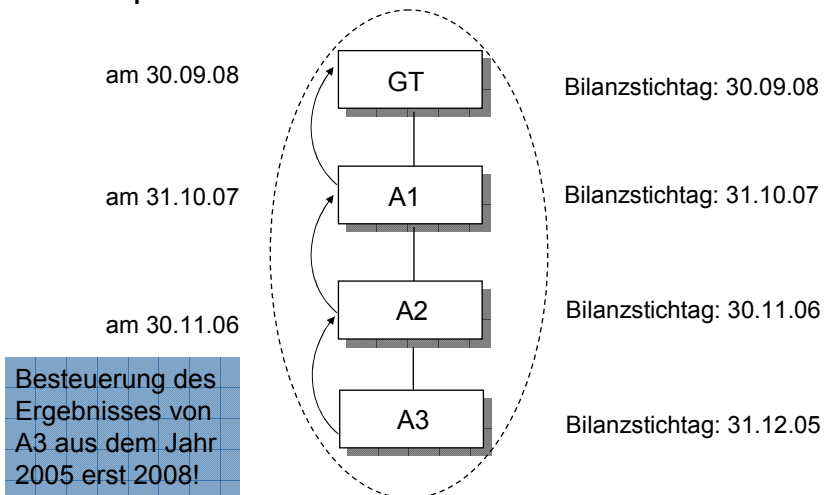 am 30.09.08
GT
Bilanzstichtag: 30.09.08
am 31.10.07
A1
Bilanzstichtag: 31.10.07
am 30.11.06
A2
Bilanzstichtag: 30.11.06
Besteuerung des
Ergebnisses von
A3 aus dem Jahr
2005 erst 2008!
A3
Bilanzstichtag: 31.12.05